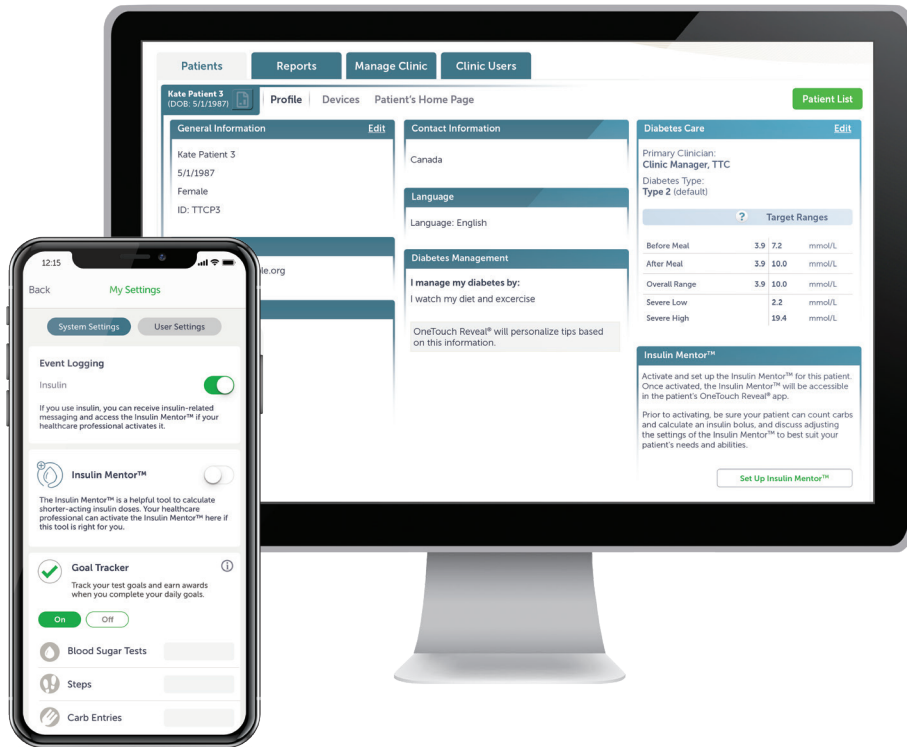 Patients
Reports
Manage Clinic
Clinic Users
Kate Patient 3
(DOB: 5/1/1987)
Profile
Devices
Patient's Home Page
Patient List
General Information
Edit
Kate Patient 3
5/1/1987
Female
ID: TTCP3
le.org
Contact Information
Canada
Language
Language: English
Diabetes Management
I manage my diabetes by:
I watch my diet and excercise
OneTouch Reveal® will personalize tips based
on this information.
Diabetes Care
Edit
Primary Clinician:
Clinic Manager, TTC
Diabetes Type:
Type 2 (default)
? Target Ranges
Before Meal 3.9 7.2 mmol/L
After Meal 3.9 10.0 mmol/L
Overall Range 3.9 10.0 mmol/L
Severe Low 2.2 mmol/L
Severe High 19.4 mmol/L
Insulin Mentor™
Activate and set up the Insulin Mentor™ for this patient.
Once activated, the Insulin Mentor™ will be accessible
in the patient's OneTouch Reveal® app.
Prior to activating, be sure your patient can count carbs
and calculate an insulin bolus, and discuss adjusting
the settings of the Insulin Mentor™ to best suit your
patient's needs and abilities.
Set Up Insulin Mentor™
12:15
Back
My Settings
System Settings
User Settings
Event Logging
Insulin
If you use insulin, you can receive insulin-related
messaging and access the Insulin Mentor™ if your
healthcare professional activates it.
Insulin Mentor™
The Insulin Mentor™ is a helpful tool to calculate
shorter-acting insulin doses. Your healthcare
professional can activate the Insulin Mentor™ here if
this tool is right for you.
Goal Tracker
Track your test goals and earn awards
when you complete your daily goals.
On
Off
Blood Sugar Tests
Steps
Carb Entries